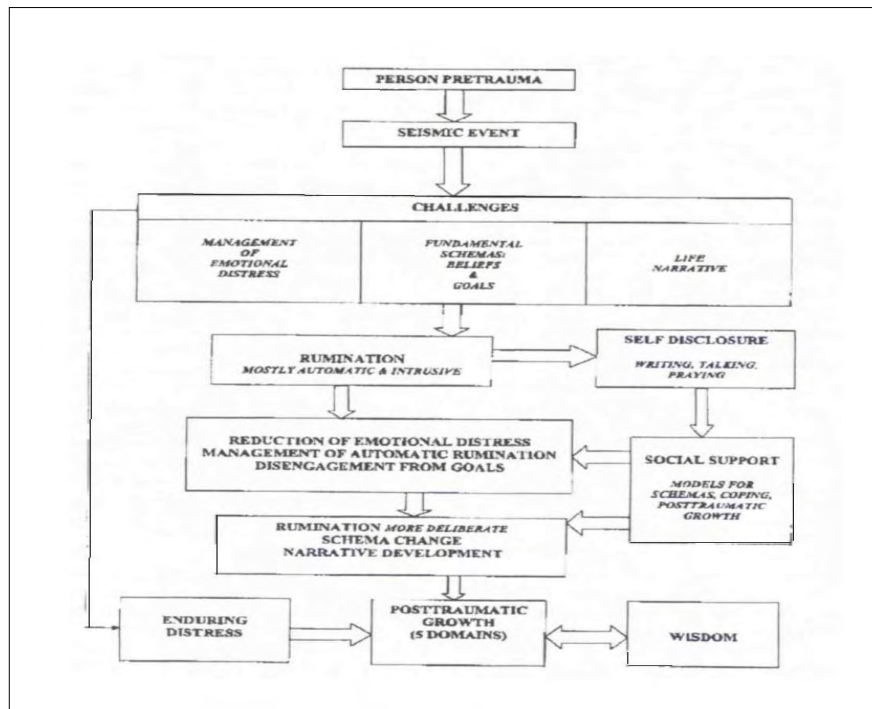 PERSON PRETRAUMA
SEISMIC EVENT
CHALLENGES
MANAGEMENT
OF
EMOTIONAL
DISTRESS
FUNDAMENTAL
SCHEMAS:
BELIEFS
&
GOALS
LIFE
NARRATIVE
RUMINATION
MOSTLY AUTOMATIC & INTRUSIVE
SELF DISCLOSURE
WRITING, TALKING,
PRAYING
REDUCTION OF EMOTIONAL DISTRESS
MANAGEMENT OF AUTOMATIC RUMINATION
DISENGAGEMENT FROM GOALS
SOCIAL SUPPORT
MODELS FOR
SCHEMAS, COPING,
POSTTRAUMATIC
GROWTH
RUMINATION MORE DELIBERATE
SCHEMA CHANGE
NARRATIVE DEVELOPMENT
ENDURING
DISTRESS
POSTTRAUMATIC
GROWTH
(5 DOMAINS)
WISDOM